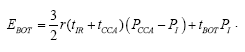 E_{BOT} = \frac{3}{2} r (t_{IR} + t_{CCA}) (P_{CCA} - P_I) + t_{BOT} P_I .